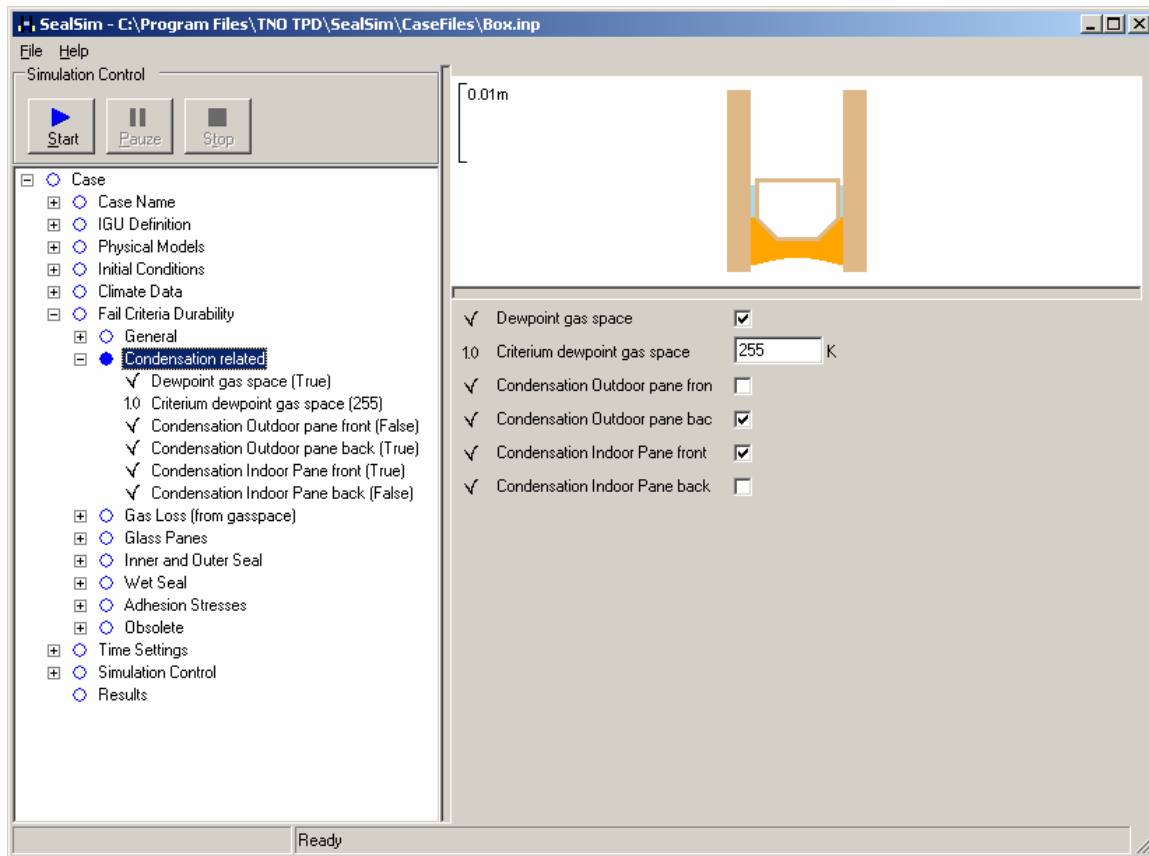 SealSim - C:\Program Files\TNO TPD\SealSim\CaseFiles\Box.inp
File Help
Simulation Control
Start Pauze Stop
Case
Case Name
IGU Definition
Physical Models
Initial Conditions
Climate Data
Fail Criteria Durability
General
Condensation related
Dewpoint gas space (True)
1.0 Criterium dewpoint gas space (255)
Condensation Outdoor pane front (False)
Condensation Outdoor pane back (True)
Condensation Indoor Pane front (True)
Condensation Indoor Pane back (False)
Gas Loss (from gasspace)
Glass Panes
Inner and Outer Seal
Wet Seal
Adhesion Stresses
Obsolete
Time Settings
Simulation Control
Results
0.01m
Dewpoint gas space
1.0 Criterium dewpoint gas space 255 K
Condensation Outdoor pane fron
Condensation Outdoor pane bac
Condensation Indoor Pane front
Condensation Indoor Pane back
Ready